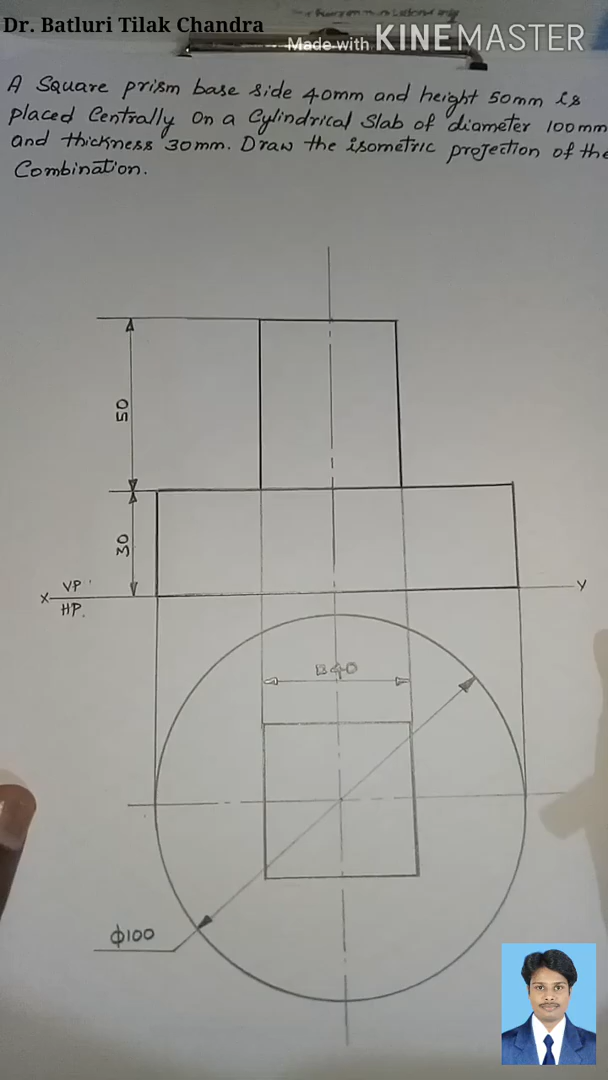 Dr. Batluri Tilak Chandra
Made with KINEMASTER
A Square prism base side 40mm and height 50mm is
placed Centrally on a Cylindrical Slab of diameter 100mm
and thickness 30mm. Draw the isometric projection of the
Combination.
50
30
VP
X Y
HP.
40
ϕ100